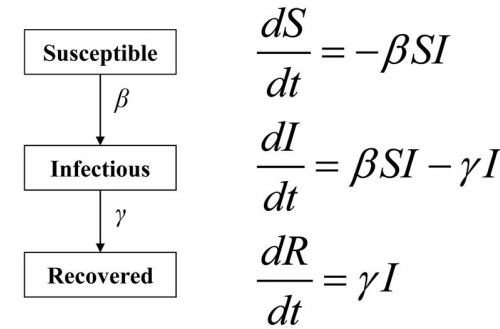 Susceptible
β
Infectious
γ
Recovered
dS/dt = -βSI
dI/dt = βSI - γI
dR/dt = γI